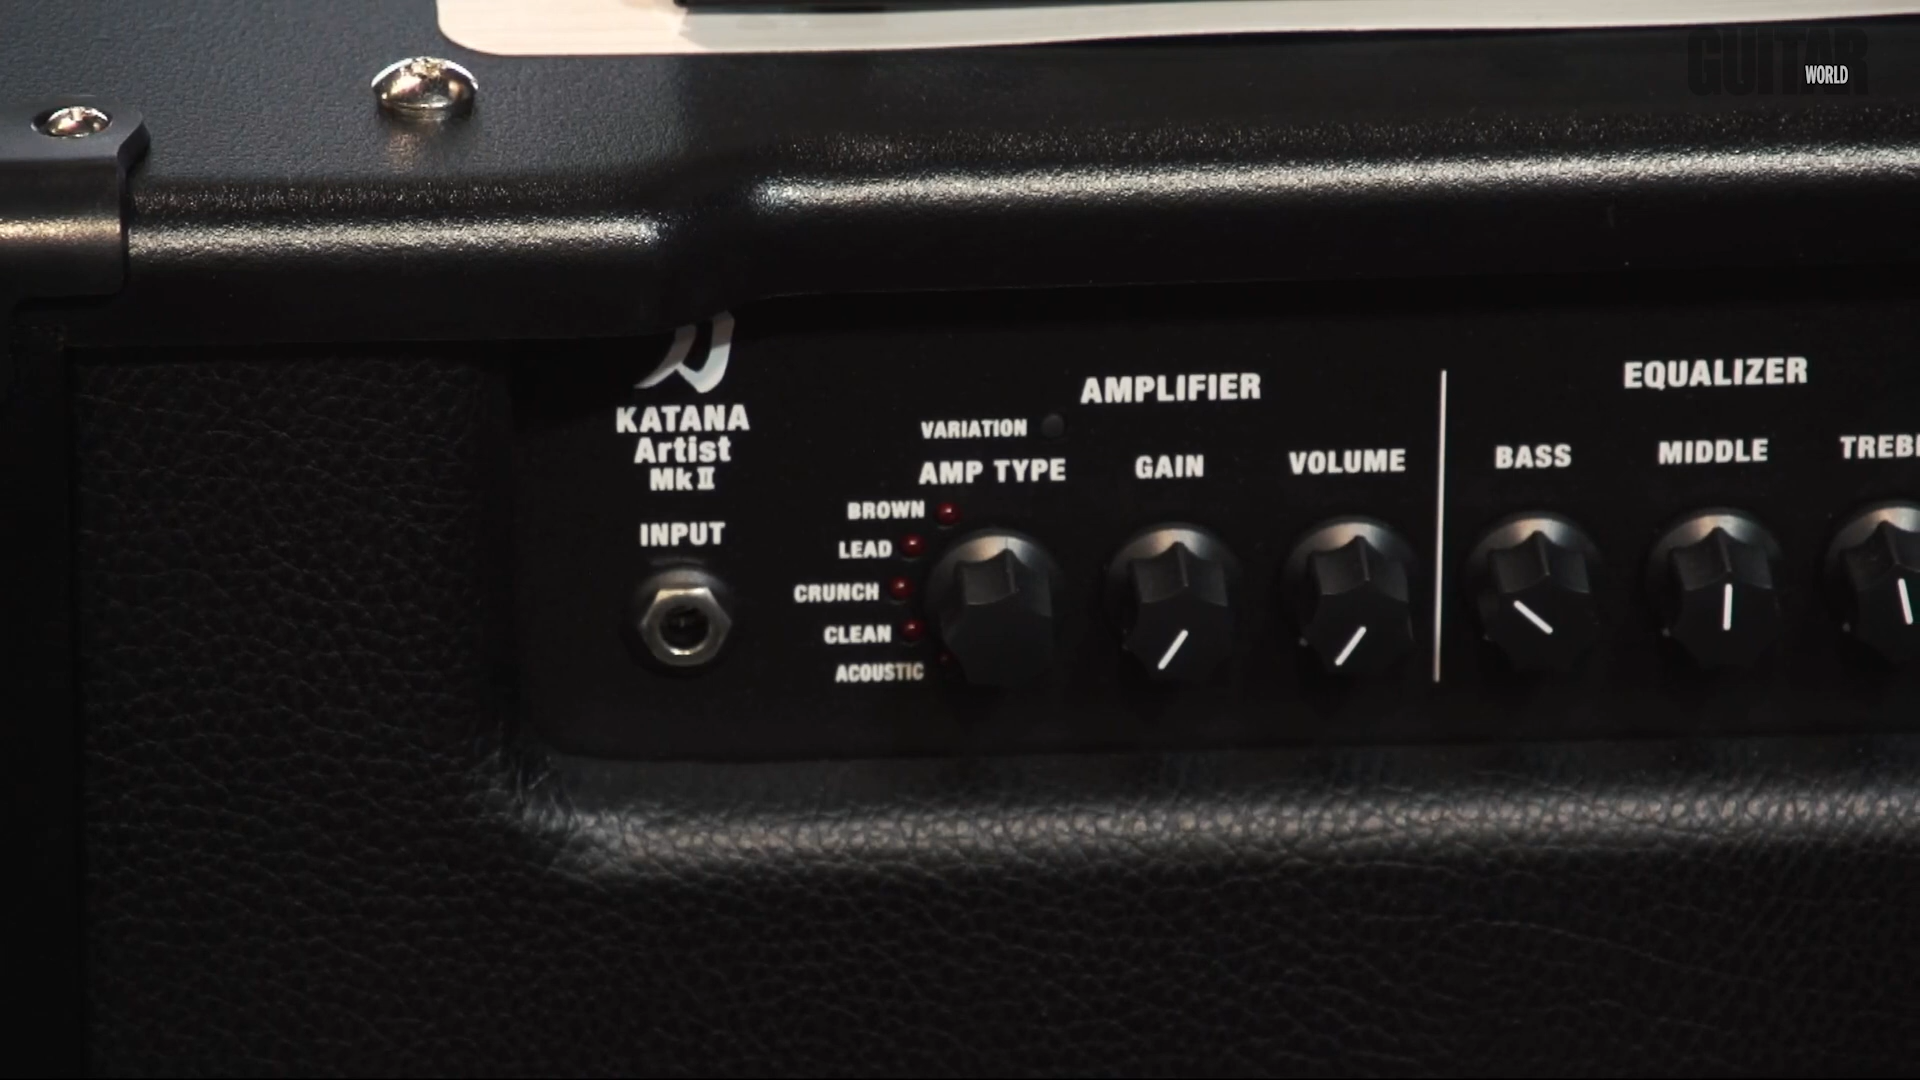 GUITAR
WORLD
KATANA
Artist
Mk II
INPUT
AMPLIFIER
VARIATION
AMP TYPE
GAIN
VOLUME
BROWN
LEAD
CRUNCH
CLEAN
ACOUSTIC
EQUALIZER
BASS
MIDDLE
TREB